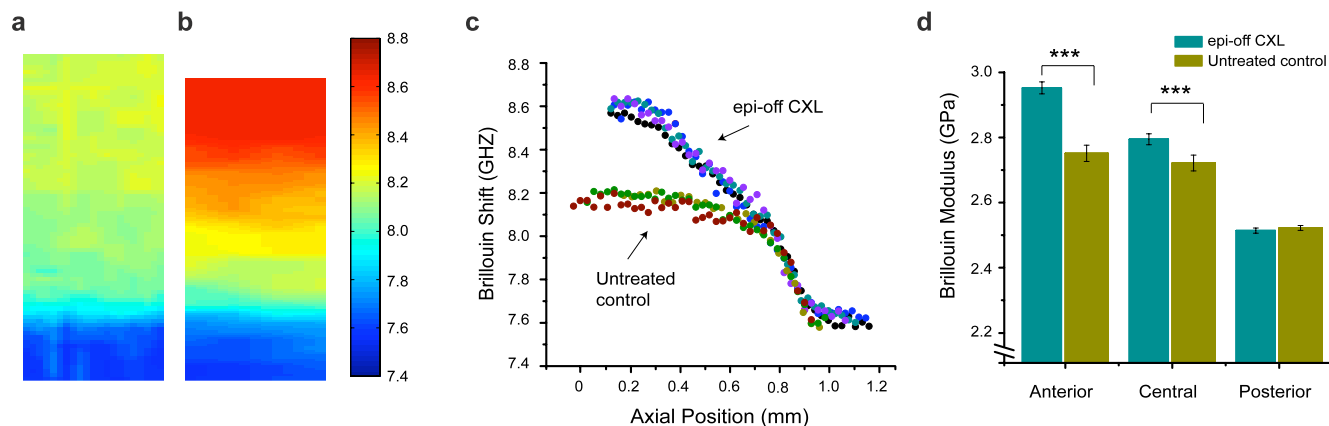 a
b
8.8
8.6
8.4
8.2
8.0
7.8
7.6
7.4
c
Brillouin Shift (GHZ)
8.8
8.6
8.4
8.2
8.0
7.8
7.6
7.4
epi-off CXL
Untreated
control
0
0.2
0.4
0.6
0.8
1.0
1.2
Axial Position (mm)
d
epi-off CXL
Untreated control
Brillouin Modulus (GPa)
3.0
2.8
2.6
2.4
2.2
***
***
Anterior
Central
Posterior